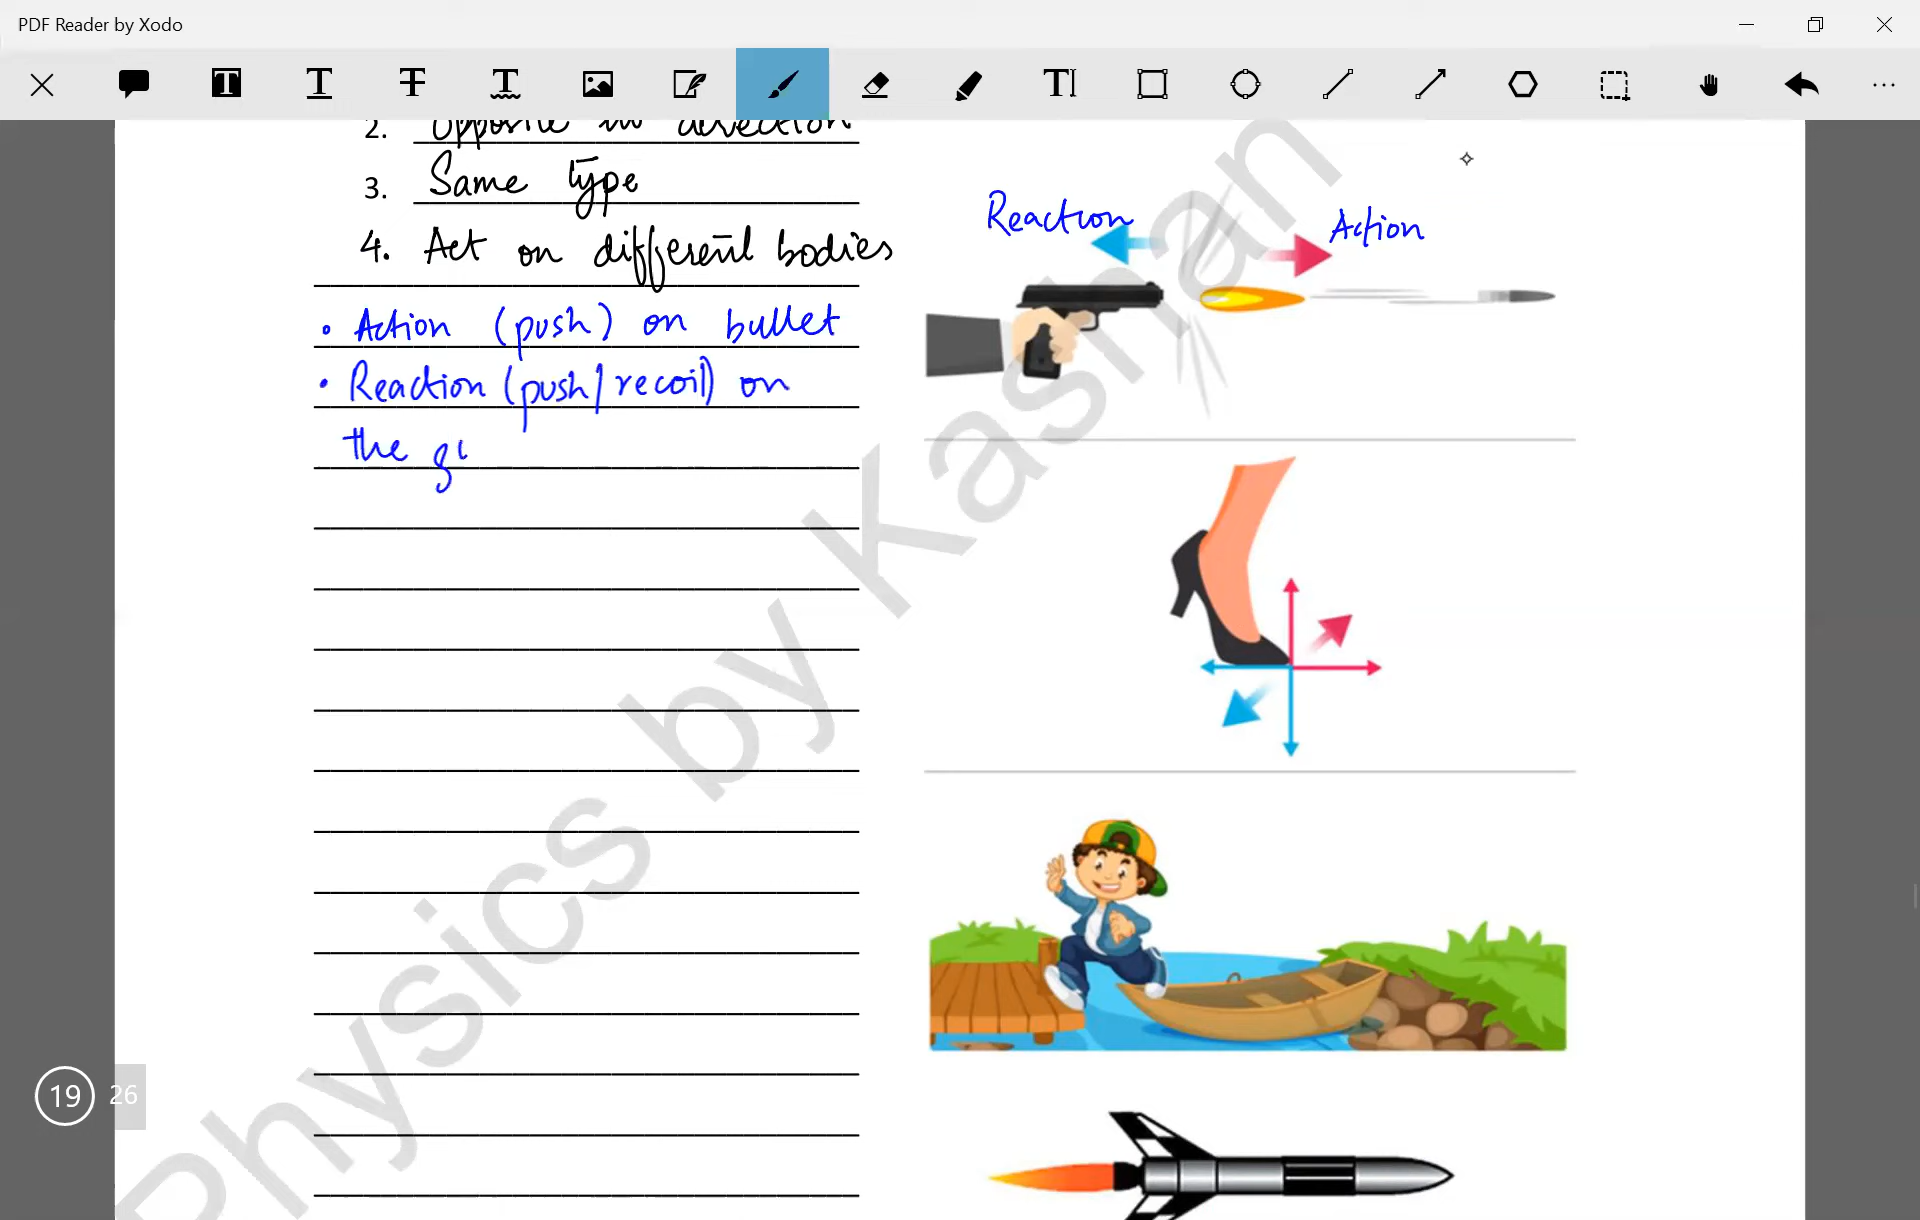 PDF Reader by Xodo
2. opposite in direction
3. Same type
4. Act on different bodies
• Action (push) on bullet
• Reaction (push/recoil) on
the gu
Reaction
Action
Physics by Kashan
19
26